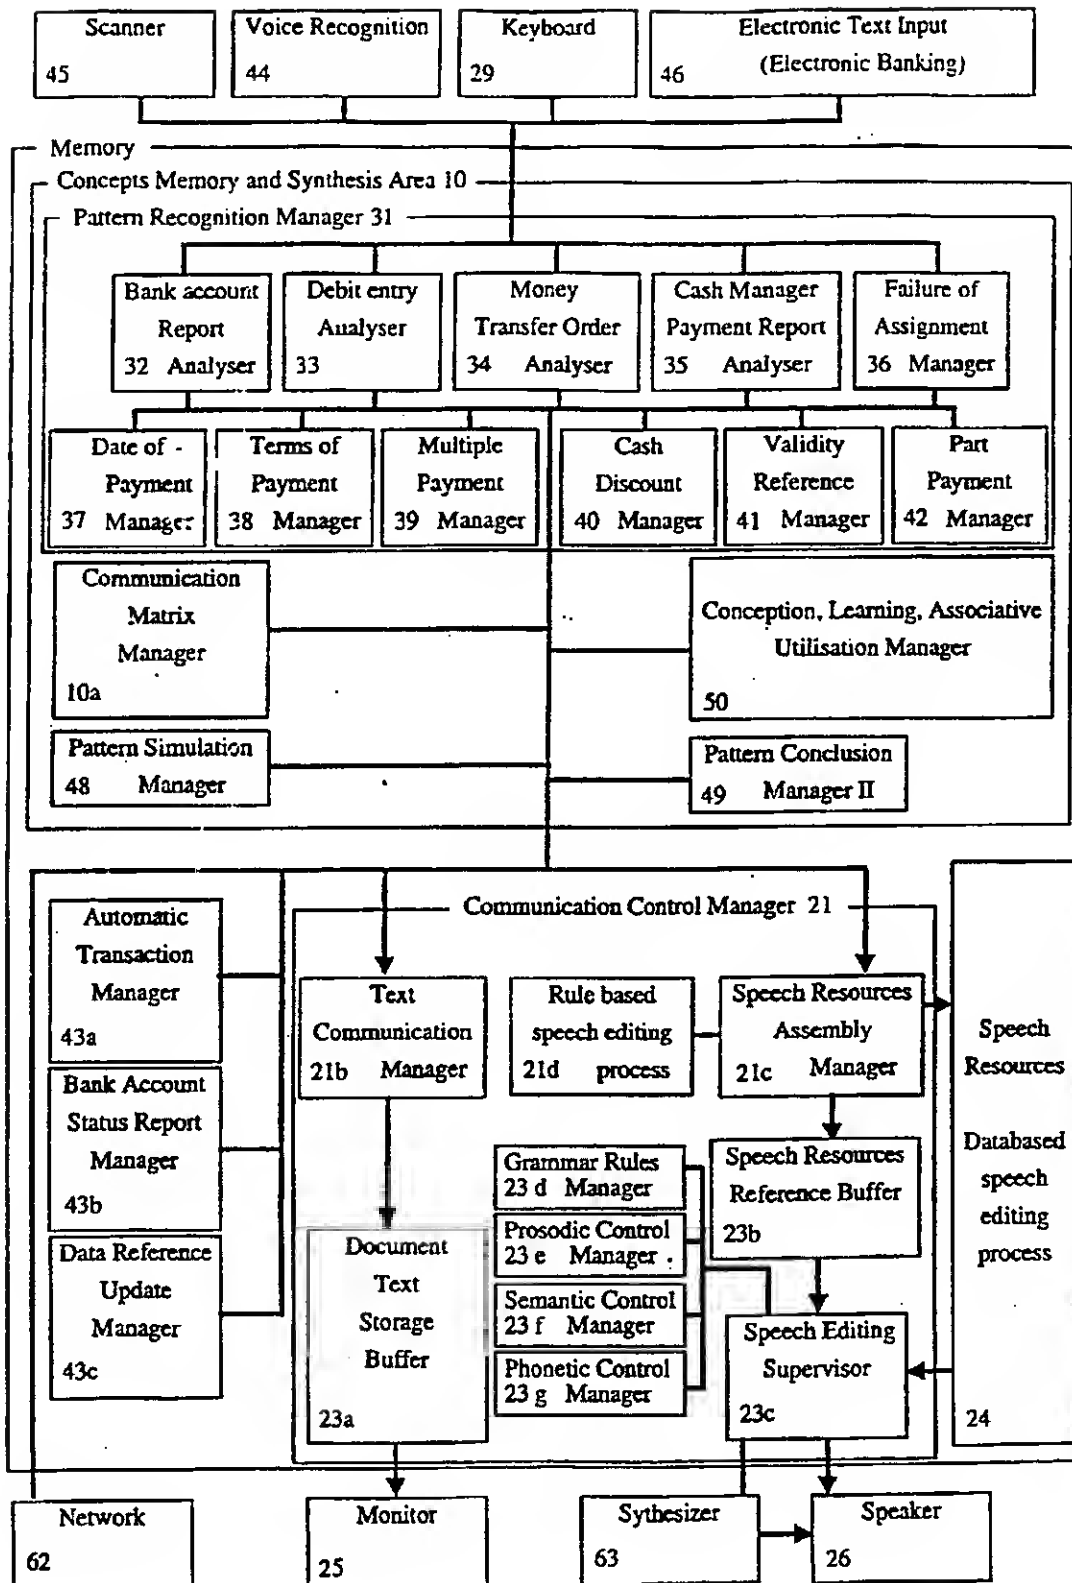 Scanner
45
Voice Recognition
44
Keyboard
29
Electronic Text Input
(Electronic Banking)
46
Memory
Concepts Memory and Synthesis Area 10
Pattern Recognition Manager 31
Bank account
Report
32 Analyser
Debit entry
Analyser
33
Money
Transfer Order
34 Analyser
Cash Manager
Payment Report
35 Analyser
Failure of
Assignment
36 Manager
Date of
Payment
37 Manager
Terms of
Payment
38 Manager
Multiple
Payment
39 Manager
Cash
Discount
40 Manager
Validity
Reference
41 Manager
Part
Payment
42 Manager
Communication
Matrix
Manager
10a
Conception, Learning, Associative
Utilisation Manager
50
Pattern Simulation
48 Manager
Pattern Conclusion
49 Manager II
Automatic
Transaction
Manager
43a
Bank Account
Status Report
Manager
43b
Data Reference
Update
Manager
43c
Communication Control Manager 21
Text
Communication
21b Manager
Rule based
speech editing
21d process
Speech Resources
Assembly
21c Manager
Grammar Rules
23 d Manager
Prosodic Control
23 e Manager
Semantic Control
23 f Manager
Phonetic Control
23 g Manager
Speech Resources
Reference Buffer
23b
Document
Text
Storage
Buffer
23a
Speech Editing
Supervisor
23c
Speech
Resources
Databased
speech
editing
process
24
Network
62
Monitor
25
Sythesizer
63
Speaker
26